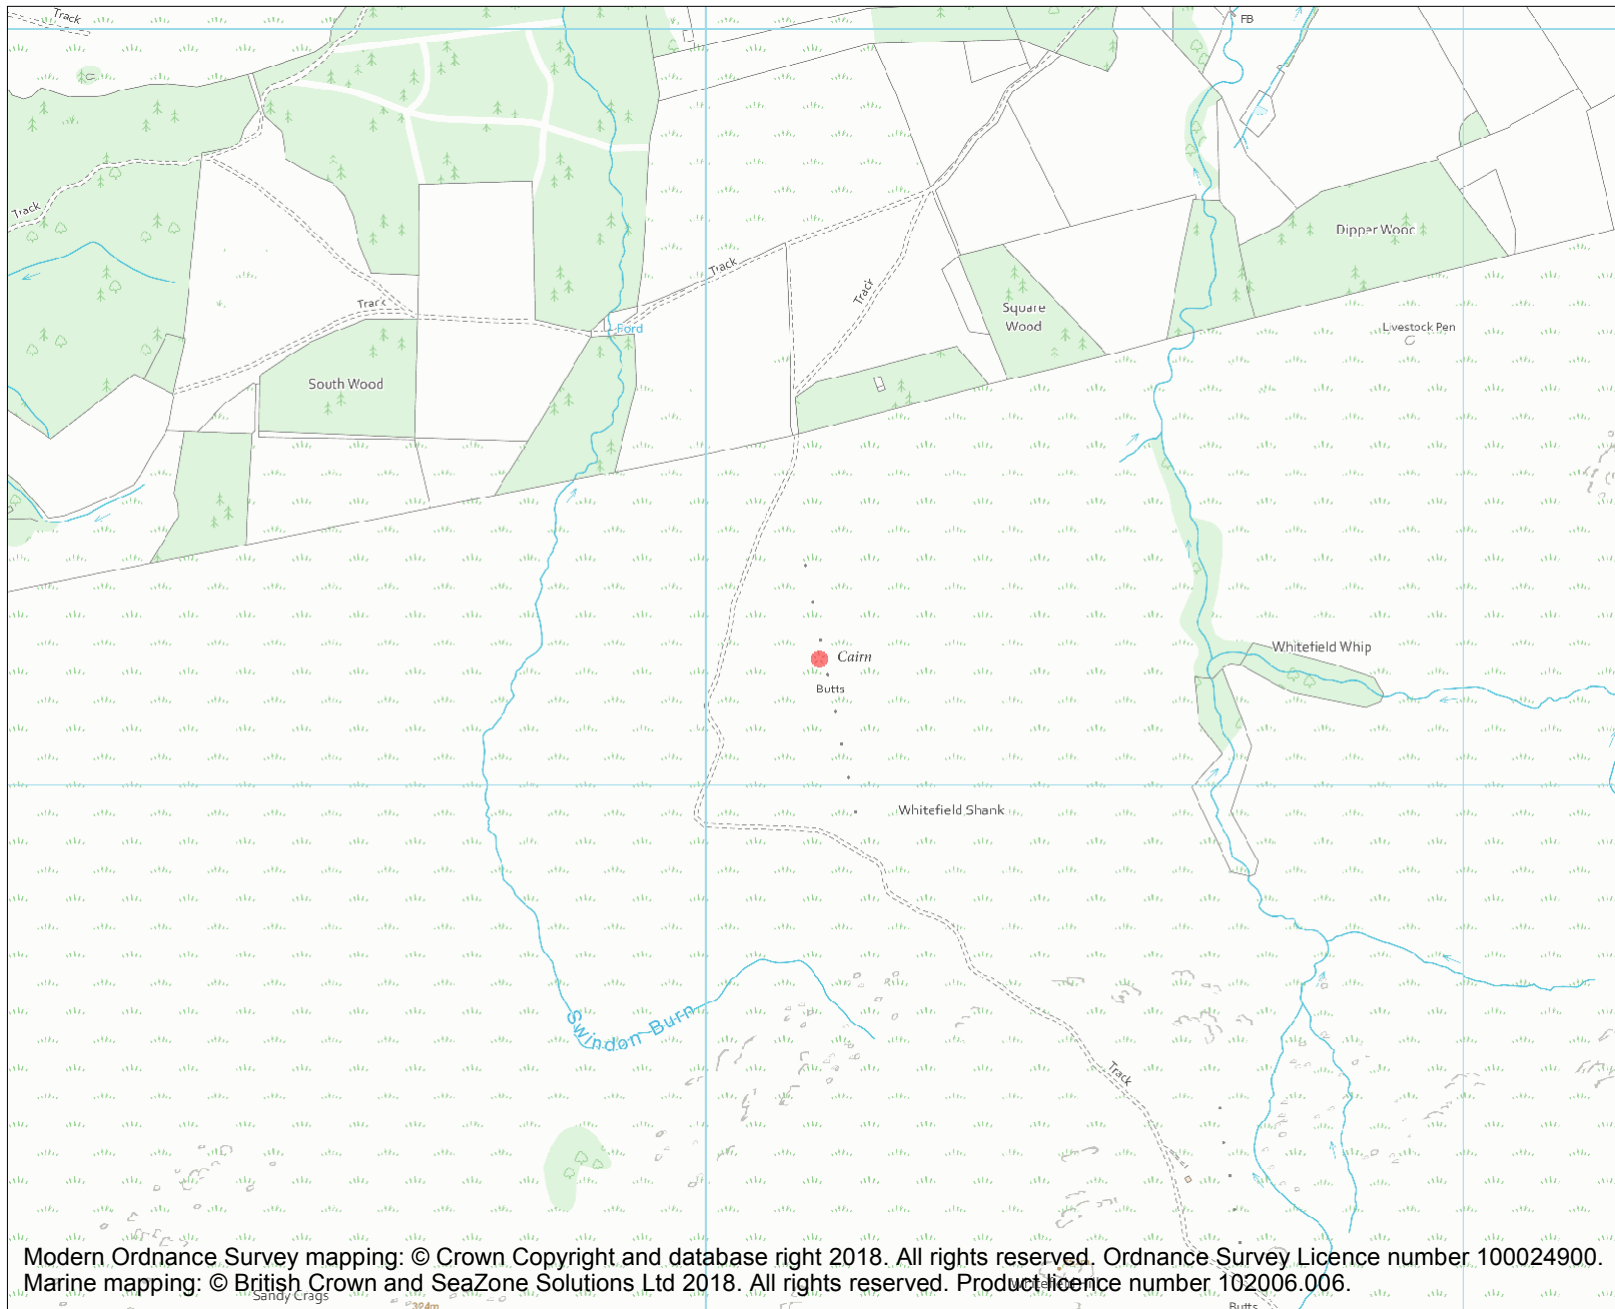 Track
FB
Track
Dipper Wood
Track
Track
Track
Track
Square
Wood
Ford
Livestock Pen
South Wood
Whitefield Whip
Cairn
Butts
Whitefield Shank
Swindon Burn
Track
Modern Ordnance Survey mapping: © Crown Copyright and database right 2018. All rights reserved. Ordnance Survey Licence number 100024900.
Marine mapping: © British Crown and SeaZone Solutions Ltd 2018. All rights reserved. Product licence number 102006.006.
Sandy Crags
394m
Butts